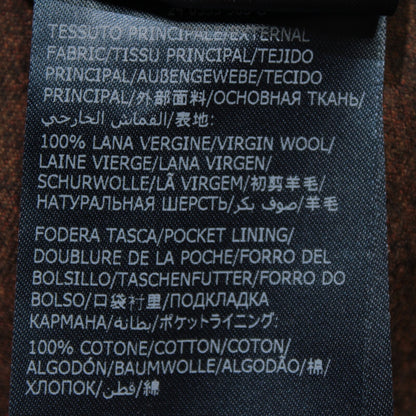 TESSUTO PRINCIPALE/EXTERNAL
FABRIC/TISSU PRINCIPAL/TEJIDO
PRINCIPAL/AUßENGEWEBE/TECIDO
PRINCIPAL/外部面料/ОСНОВНАЯ ТКАНЬ/
القماش الخارجي/表地:
100% LANA VERGINE/VIRGIN WOOL/
LAINE VIERGE/LANA VIRGEN/
SCHURWOLLE/LÃ VIRGEM/初剪羊毛/
НАТУРАЛЬНАЯ ШЕРСТЬ/صوف بكر/羊毛
FODERA TASCA/POCKET LINING/
DOUBLURE DE LA POCHE/FORRO DEL
BOLSILLO/TASCHENFUTTER/FORRO DO
BOLSO/口袋衬里/ПОДКЛАДКА
КАРМАНА/بطانة/ポケットライニング:
100% COTONE/COTTON/COTON/
ALGODÓN/BAUMWOLLE/ALGODÃO/棉/
ХЛОПОК/قطن/綿